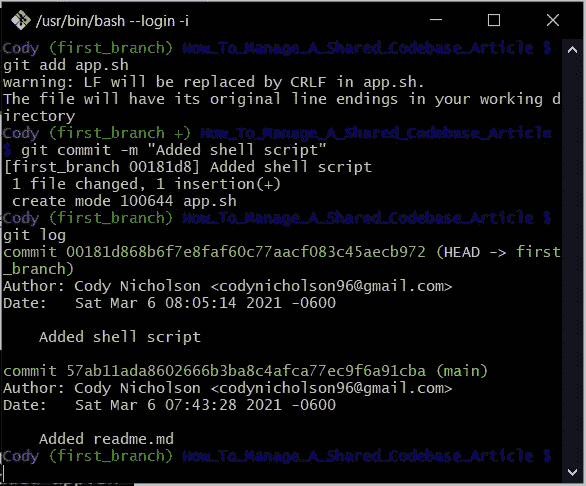 /usr/bin/bash --login -i
Cody (first_branch) How_To_Manage_A_Shared_Codebase_Article $
git add app.sh
warning: LF will be replaced by CRLF in app.sh.
The file will have its original line endings in your working d
irectory
Cody (first_branch +) How_To_Manage_A_Shared_Codebase_Article
$ git commit -m "Added shell script"
[first_branch 00181d8] Added shell script
1 file changed, 1 insertion(+)
create mode 100644 app.sh
Cody (first_branch) How_To_Manage_A_Shared_Codebase_Article $
git log
commit 00181d868b6f7e8faf60c77aacf083c45aecb972 (HEAD -> first
_branch)
Author: Cody Nicholson <codynicholson96@gmail.com>
Date:   Sat Mar 6 08:05:14 2021 -0600
Added shell script
commit 57ab11ada8602666b3ba8c4afca77ec9f6a91cba (main)
Author: Cody Nicholson <codynicholson96@gmail.com>
Date:   Sat Mar 6 07:43:28 2021 -0600
Added readme.md
Cody (first_branch) How_To_Manage_A_Shared_Codebase_Article $